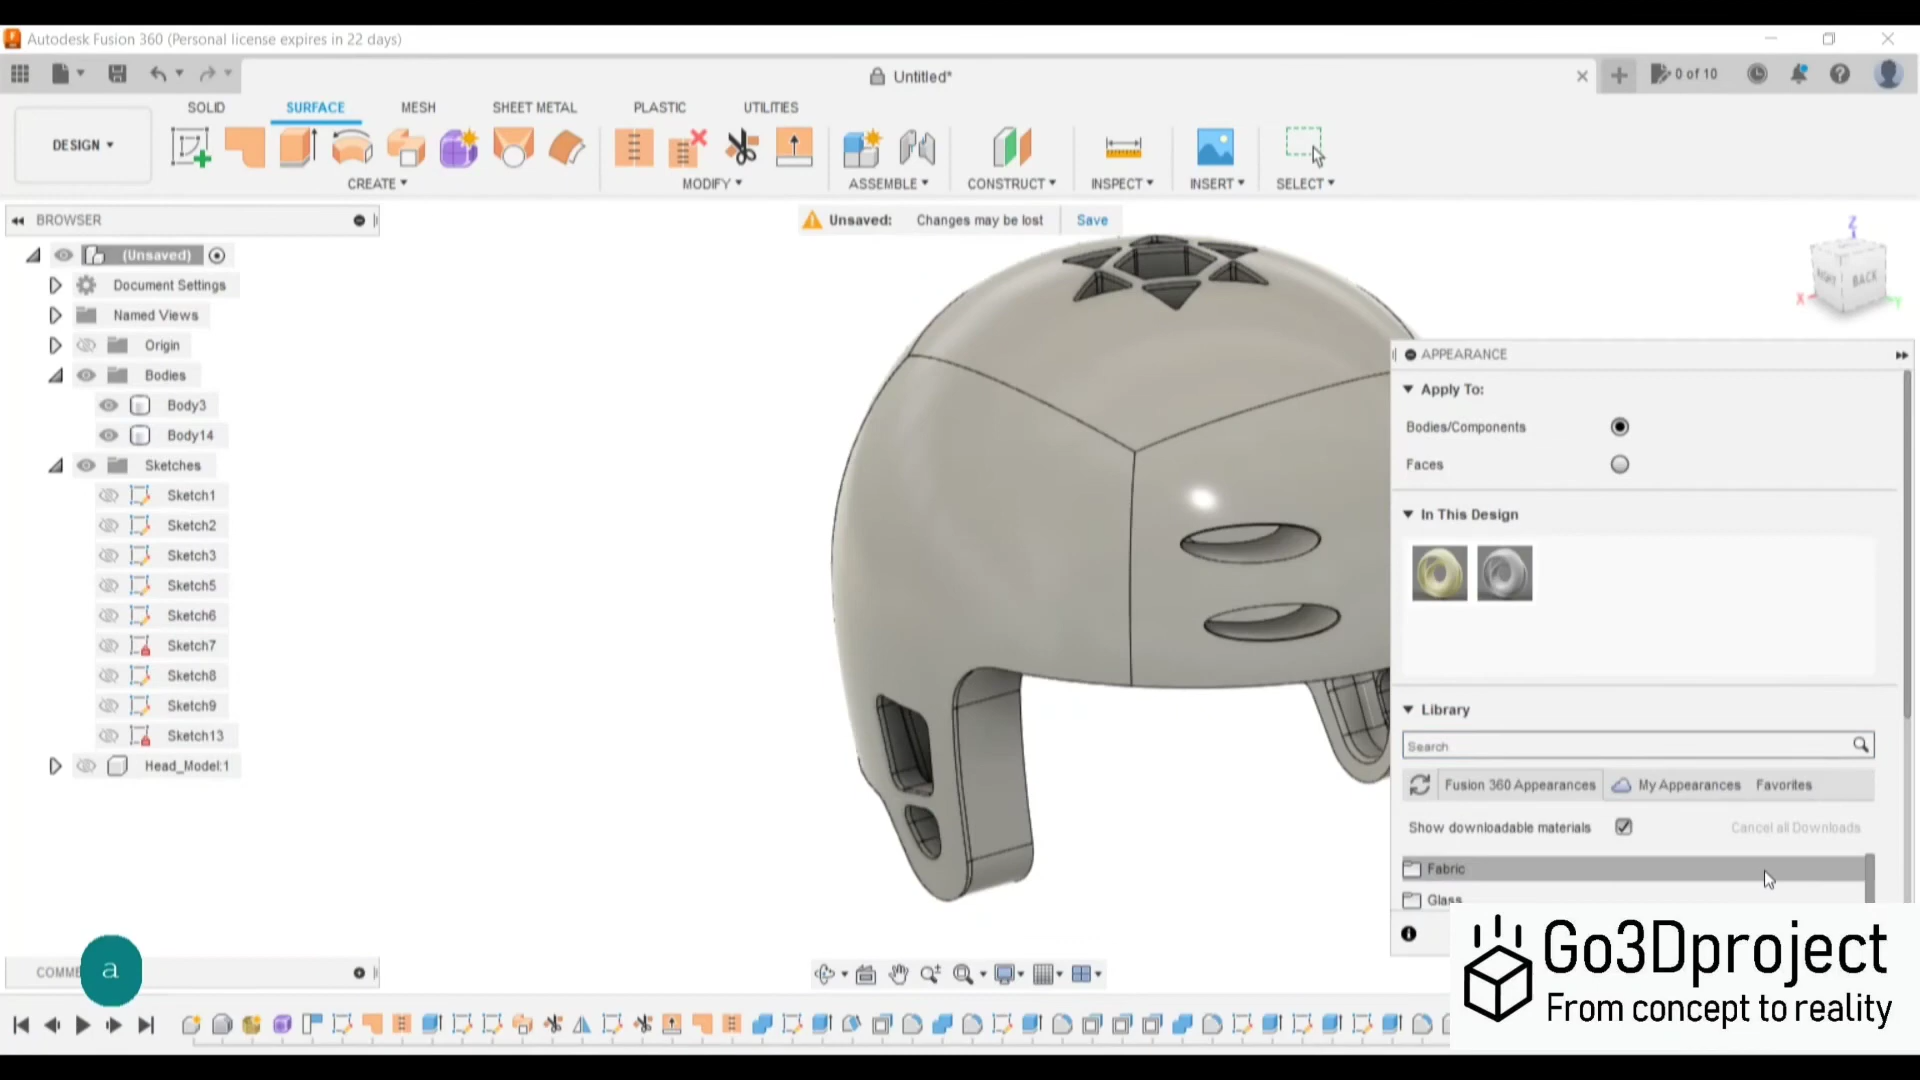 Autodesk Fusion 360 (Personal license expires in 22 days)
Untitled*
0 of 10
SOLID
SURFACE
MESH
SHEET METAL
PLASTIC
UTILITIES
DESIGN
CREATE
MODIFY
ASSEMBLE
CONSTRUCT
INSPECT
INSERT
SELECT
BROWSER
Unsaved: Changes may be lost Save
(Unsaved)
Document Settings
Named Views
Origin
Bodies
Body3
Body14
Sketches
Sketch1
Sketch2
Sketch3
Sketch5
Sketch6
Sketch7
Sketch8
Sketch9
Sketch13
Head_Model:1
Z
RIGHT
BACK
X
Y
APPEARANCE
Apply To:
Bodies/Components
Faces
In This Design
Library
Search
Fusion 360 Appearances
My Appearances
Favorites
Show downloadable materials
Cancel all Downloads
Fabric
Glass
a
Go3Dproject
From concept to reality